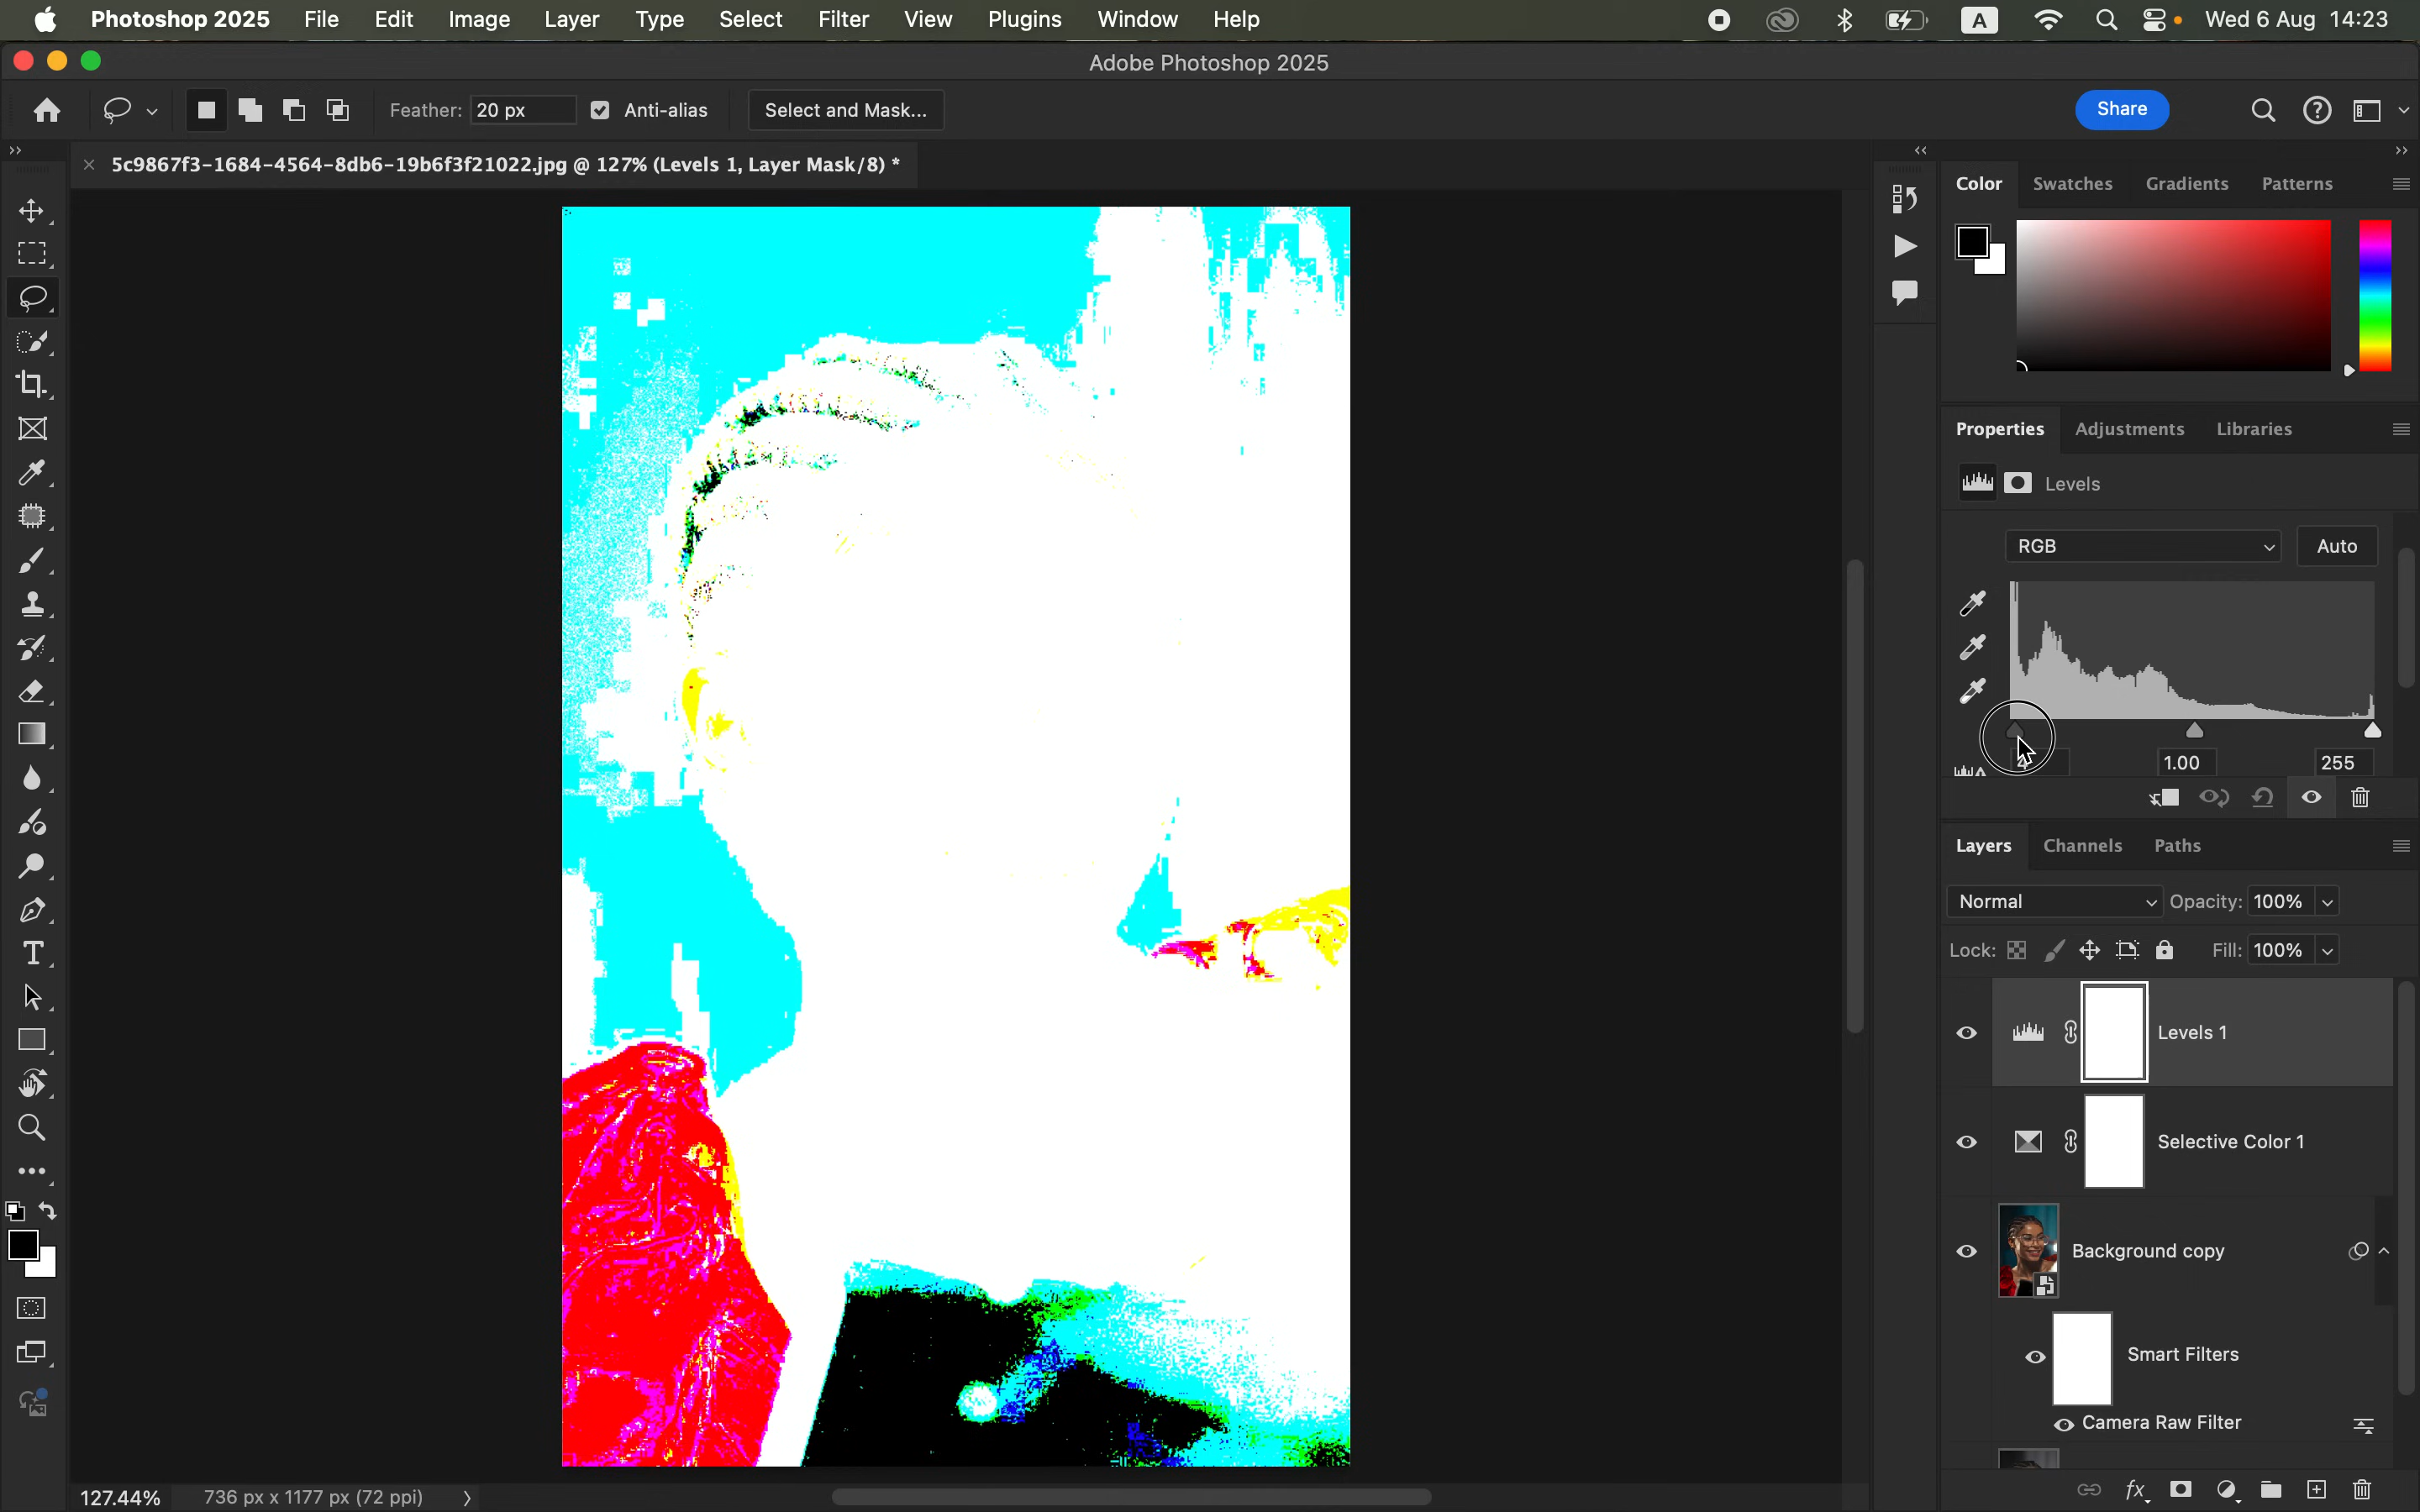 Photoshop 2025 File Edit Image Layer Type Select Filter View Plugins Window Help A Wed 6 Aug 14:23
Adobe Photoshop 2025
Feather: 20 px Anti-alias Select and Mask... Share
5c9867f3-1684-4564-8db6-19b6f3f21022.jpg @ 127% (Levels 1, Layer Mask/8) *
Color Swatches Gradients Patterns
Properties Adjustments Libraries
Levels
RGB Auto
1.00 255
Layers Channels Paths
Normal Opacity: 100%
Lock: Fill: 100%
Levels 1
Selective Color 1
Background copy
Smart Filters
Camera Raw Filter
127.44% 736 px x 1177 px (72 ppi)